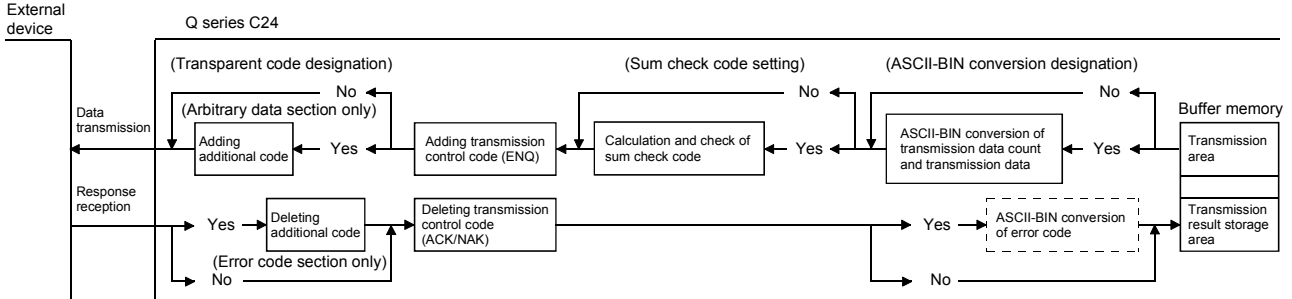 External
device
Q series C24
(Transparent code designation)
(Sum check code setting)
(ASCII-BIN conversion designation)
No
No
No
Data
transmission
(Arbitrary data section only)
Buffer memory
Adding
additional code
Yes
Adding transmission
control code (ENQ)
Calculation and check of
sum check code
Yes
ASCII-BIN conversion of
transmission data count
and transmission data
Yes
Transmission
area
Response
reception
Yes
Deleting
additional code
Deleting transmission
control code
(ACK/NAK)
Yes
ASCII-BIN conversion
of error code
Transmission
result storage
area
(Error code section only)
No
No